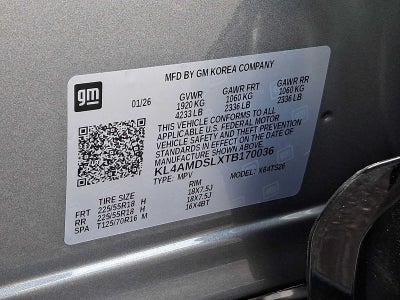 MFD BY GM KOREA COMPANY
gm
01/26 GVWR GAWR FRT GAWR RR
1920 KG 1060 KG 1060 KG
4233 LB 2336 LB 2336 LB
THIS VEHICLE CONFORMS TO ALL
APPLICABLE U.S. FEDERAL MOTOR
VEHICLE SAFETY AND THEFT PREVENTION
STANDARDS IN EFFECT ON THE DATE OF
MANUFACTURE SHOWN ABOVE.
KL4AMDSLXTB170036
TYPE: MPV MODEL: X64TS26
TIRE SIZE RIM
FRT 225/55R18 H 18X7.5J
RR 225/55R18 H 18X7.5J
SPA T125/70R16 M 16X4BT